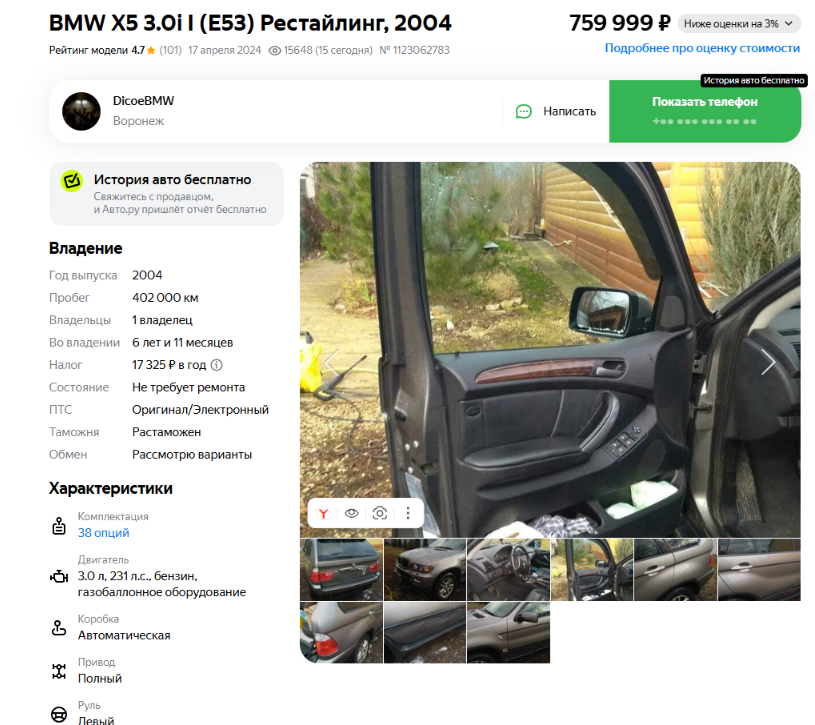 BMW X5 3.0i I (E53) Рестайлинг, 2004
759 999 ₽ Ниже оценки на 3%
Рейтинг модели 4.7 (101) 17 апреля 2024 15648 (15 сегодня) № 1123062783
Подробнее про оценку стоимости
История авто бесплатно
DicoeBMW
Воронеж
Написать
Показать телефон
+•• ••• ••• •• ••
История авто бесплатно
Свяжитесь с продавцом,
и Авто.ру пришлёт отчёт бесплатно
Владение
Год выпуска 2004
Пробег 402 000 км
Владельцы 1 владелец
Во владении 6 лет и 11 месяцев
Налог 17 325 ₽ в год
Состояние Не требует ремонта
ПТС Оригинал/Электронный
Таможня Растаможен
Обмен Рассмотрю варианты
Характеристики
Комплектация
38 опций
Двигатель
3.0 л, 231 л.с., бензин,
газобаллонное оборудование
Коробка
Автоматическая
Привод
Полный
Руль
Левый
Y